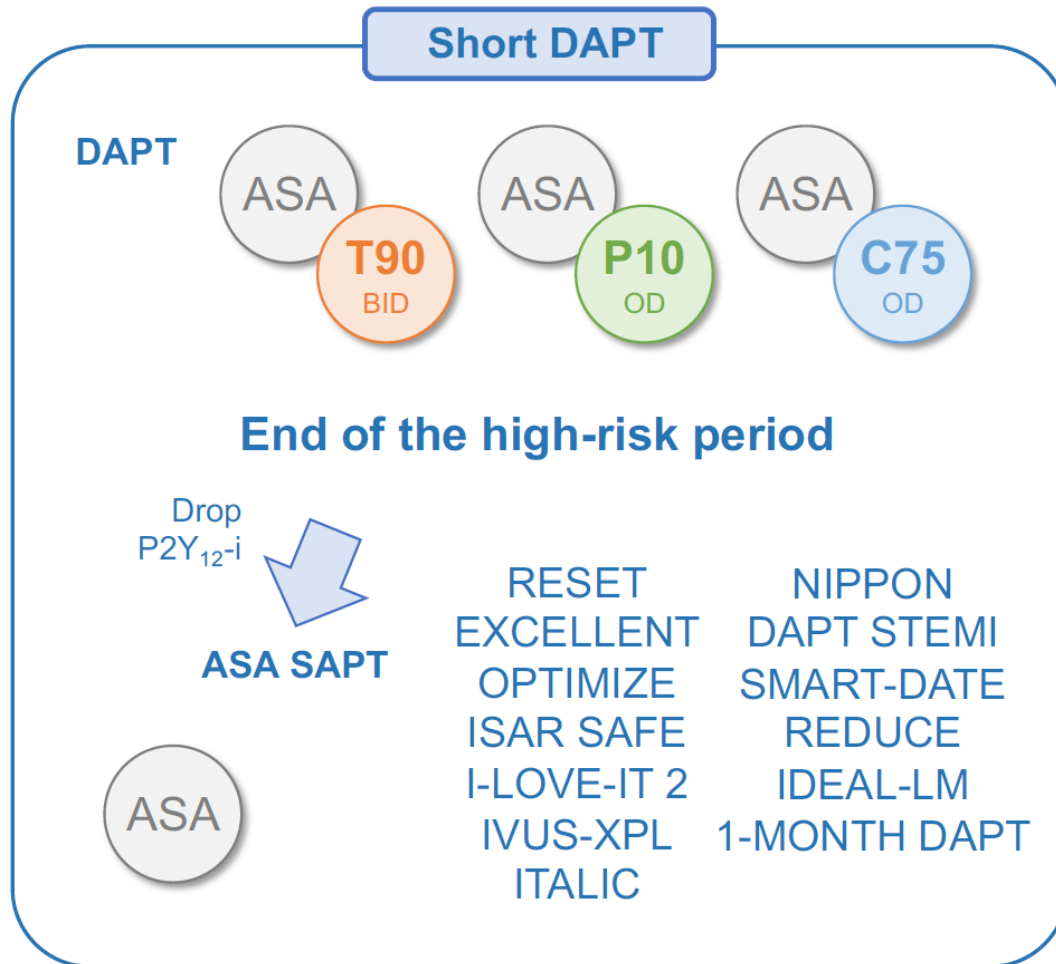 Short DAPT
DAPT
ASA
ASA
ASA
T90
BID
P10
OD
C75
OD
End of the high-risk period
Drop
P2Y₁₂-i
ASA SAPT
ASA
RESET
EXCELLENT
OPTIMIZE
ISAR SAFE
I-LOVE-IT 2
IVUS-XPL
ITALIC
NIPPON
DAPT STEMI
SMART-DATE
REDUCE
IDEAL-LM
1-MONTH DAPT